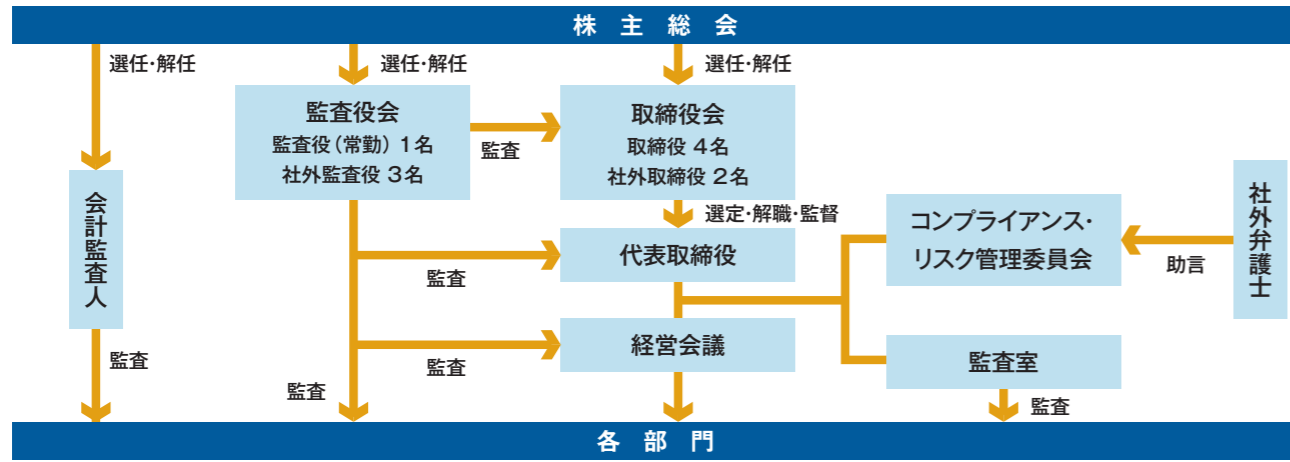 株主総会
選任・解任
選任・解任
選任・解任
監査役会
監査役（常勤）1名
社外監査役 3名
監査
取締役会
取締役 4名
社外取締役 2名
選定・解職・監督
会計監査人
代表取締役
監査
コンプライアンス・
リスク管理委員会
助言
社外弁護士
経営会議
監査
監査室
監査
監査
監査
各部門